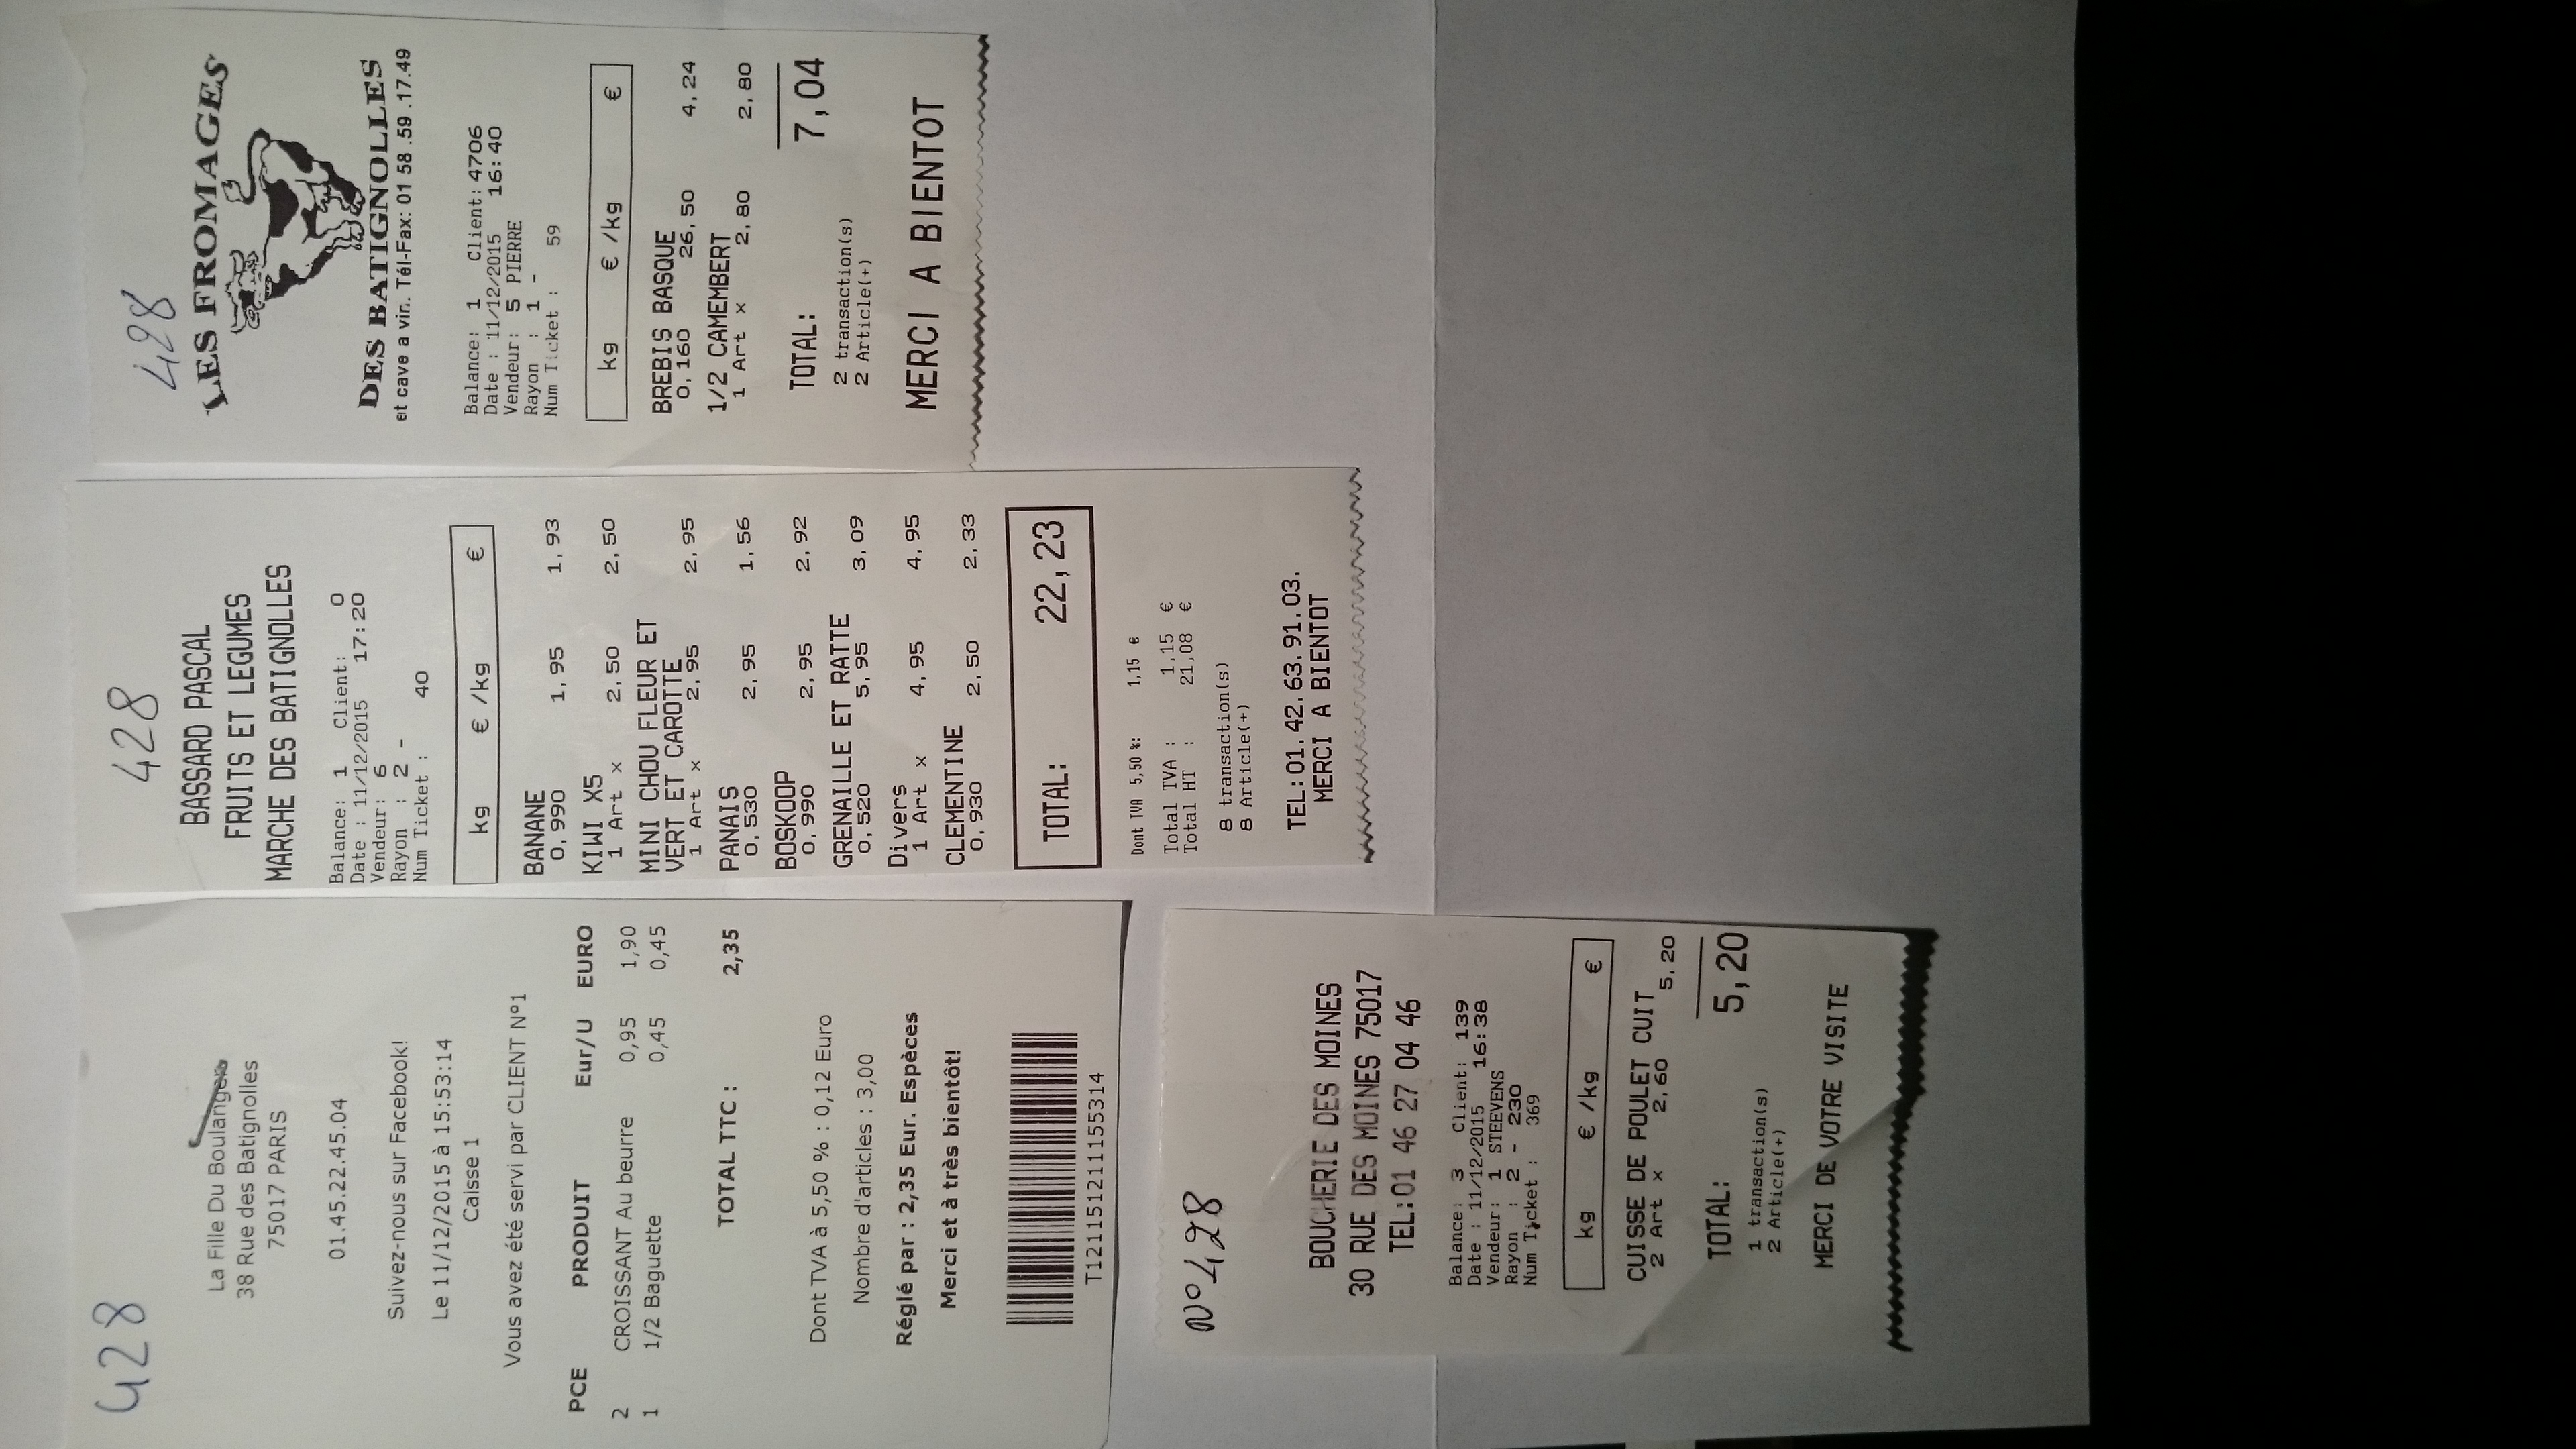 428
La Fille Du Boulanger
38 Rue des Batignolles
75017 PARIS
01.45.22.45.04
Suivez-nous sur Facebook!
Le 11/12/2015 à 15:53:14
Caisse 1
Vous avez été servi par CLIENT N°1
PCE PRODUIT Eur/U EURO
2 CROISSANT Au beurre 0,95 1,90
1 1/2 Baguette 0,45 0,45
TOTAL TTC : 2,35
Dont TVA à 5,50 % : 0,12 Euro
Nombre d'articles : 3,00
Réglé par : 2,35 Eur. Espèces
Merci et à très bientôt!
T121151211155314
428
BASSARD PASCAL
FRUITS ET LEGUMES
MARCHE DES BATIGNOLLES
Balance: 1 Client: 0
Date : 11/12/2015 17:20
Vendeur: 6
Rayon : 2 -
Num Ticket : 40
kg € /kg €
BANANE
0,990 1,95 1,93
KIWI X5
1 Art x 2,50 2,50
MINI CHOU FLEUR ET
VERT ET CAROTTE
1 Art x 2,95 2,95
PANAIS
0,530 2,95 1,56
BOSKOOP
0,990 2,95 2,92
GRENAILLE ET RATTE
0,520 5,95 3,09
Divers
1 Art x 4,95 4,95
CLEMENTINE
0,930 2,50 2,33
TOTAL: 22,23
Dont TVA 5,50 %: 1,15 €
Total TVA : 1,15 €
Total HT : 21,08 €
8 transaction(s)
8 Article(+)
TEL:01.42.63.91.03.
MERCI A BIENTOT
428
LES FROMAGES
DES BATIGNOLLES
et cave a vin. Tél-Fax: 01 58 .59 .17.49
Balance: 1 Client: 4706
Date : 11/12/2015 16:40
Vendeur: 5 PIERRE
Rayon : 1 -
Num Ticket : 59
kg € /kg €
BREBIS BASQUE
0,160 26,50 4,24
1/2 CAMEMBERT
1 Art x 2,80 2,80
TOTAL: 7,04
2 transaction(s)
2 Article(+)
MERCI A BIENTOT
N°428
BOUCHERIE DES MOINES
30 RUE DES MOINES 75017
TEL:01 46 27 04 46
Balance: 3 Client: 139
Date : 11/12/2015 16:38
Vendeur: 1 STEEVENS
Rayon : 2 - 230
Num Ticket : 369
kg € /kg €
CUISSE DE POULET CUIT
2 Art x 2,60 5,20
TOTAL: 5,20
1 transaction(s)
2 Article(+)
MERCI DE VOTRE VISITE